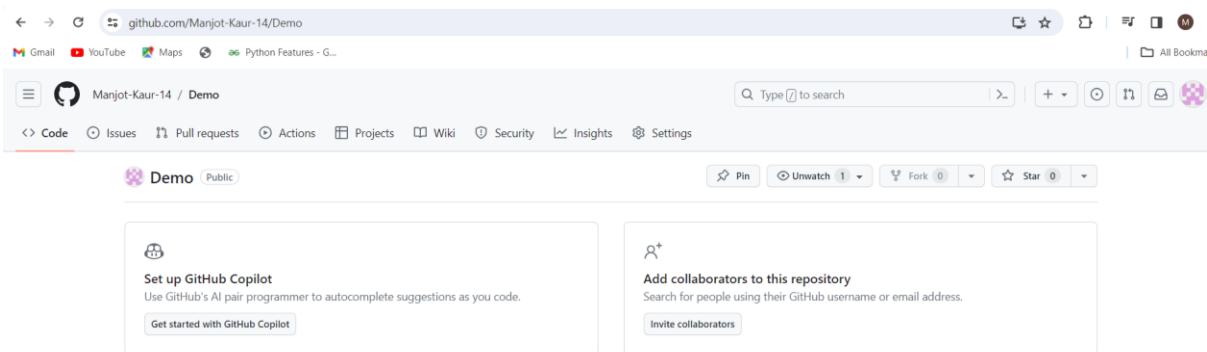 github.com/Manjot-Kaur-14/Demo
M
Gmail YouTube Maps Python Features - G... All Bookma
Manjot-Kaur-14 / Demo Type / to search
Code Issues Pull requests Actions Projects Wiki Security Insights Settings
Demo Public Pin Unwatch 1 Fork 0 Star 0
Set up GitHub Copilot
Use GitHub's AI pair programmer to autocomplete suggestions as you code.
Get started with GitHub Copilot
Add collaborators to this repository
Search for people using their GitHub username or email address.
Invite collaborators